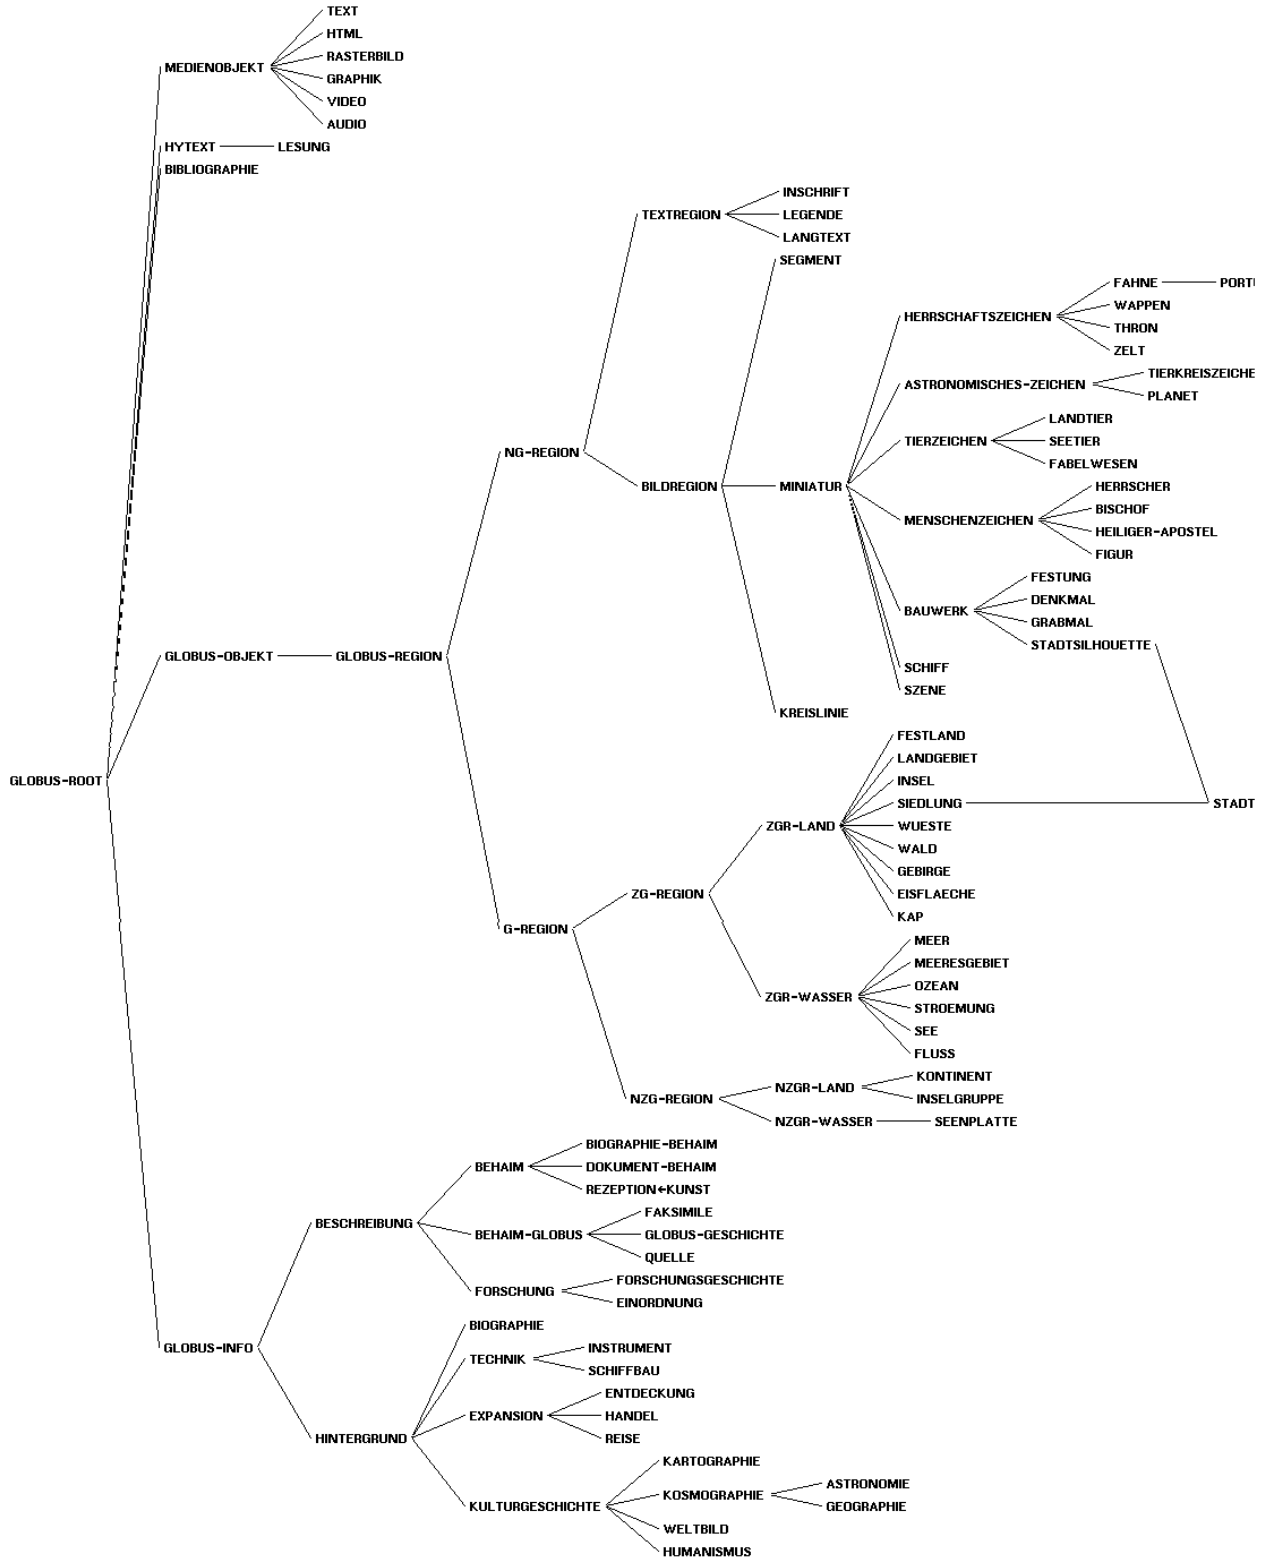 TEXT
HTML
RASTERBILD
MEDIENOBJEKT
GRAPHIK
VIDEO
AUDIO
HYTEXT LESUNG
BIBLIOGRAPHIE
INSCHRIFT
TEXTREGION LEGENDE
LANGTEXT
SEGMENT
FAHNE PORT
WAPPEN
HERRSCHAFTSZEICHEN
THRON
ZELT
TIERKREISZEICHE
ASTRONOMISCHES-ZEICHEN
PLANET
LANDTIER
TIERZEICHEN SEETIER
NG-REGION
FABELWESEN
BILDREGION MINIATUR HERRSCHER
BISCHOF
MENSCHENZEICHEN
HEILIGER-APOSTEL
FIGUR
FESTUNG
DENKMAL
BAUWERK
GRABMAL
STADTSILHOUETTE
GLOBUS-OBJEKT GLOBUS-REGION
SCHIFF
SZENE
KREISLINIE
FESTLAND
LANDGEBIET
GLOBUS-ROOT INSEL
SIEDLUNG STADT
ZGR-LAND WUESTE
WALD
GEBIRGE
ZG-REGION EISFLAECHE
KAP
G-REGION
MEER
MEERESGEBIET
OZEAN
ZGR-WASSER
STROEMUNG
SEE
FLUSS
KONTINENT
NZGR-LAND
NZG-REGION INSELGRUPPE
NZGR-WASSER SEENPLATTE
BIOGRAPHIE-BEHAIM
BEHAIM DOKUMENT-BEHAIM
REZEPTION←KUNST
FAKSIMILE
BESCHREIBUNG
BEHAIM-GLOBUS GLOBUS-GESCHICHTE
QUELLE
FORSCHUNGSGESCHICHTE
FORSCHUNG
EINORDNUNG
BIOGRAPHIE
GLOBUS-INFO INSTRUMENT
TECHNIK
SCHIFFBAU
ENTDECKUNG
EXPANSION HANDEL
HINTERGRUND REISE
KARTOGRAPHIE
ASTRONOMIE
KOSMOGRAPHIE
KULTURGESCHICHTE GEOGRAPHIE
WELTBILD
HUMANISMUS